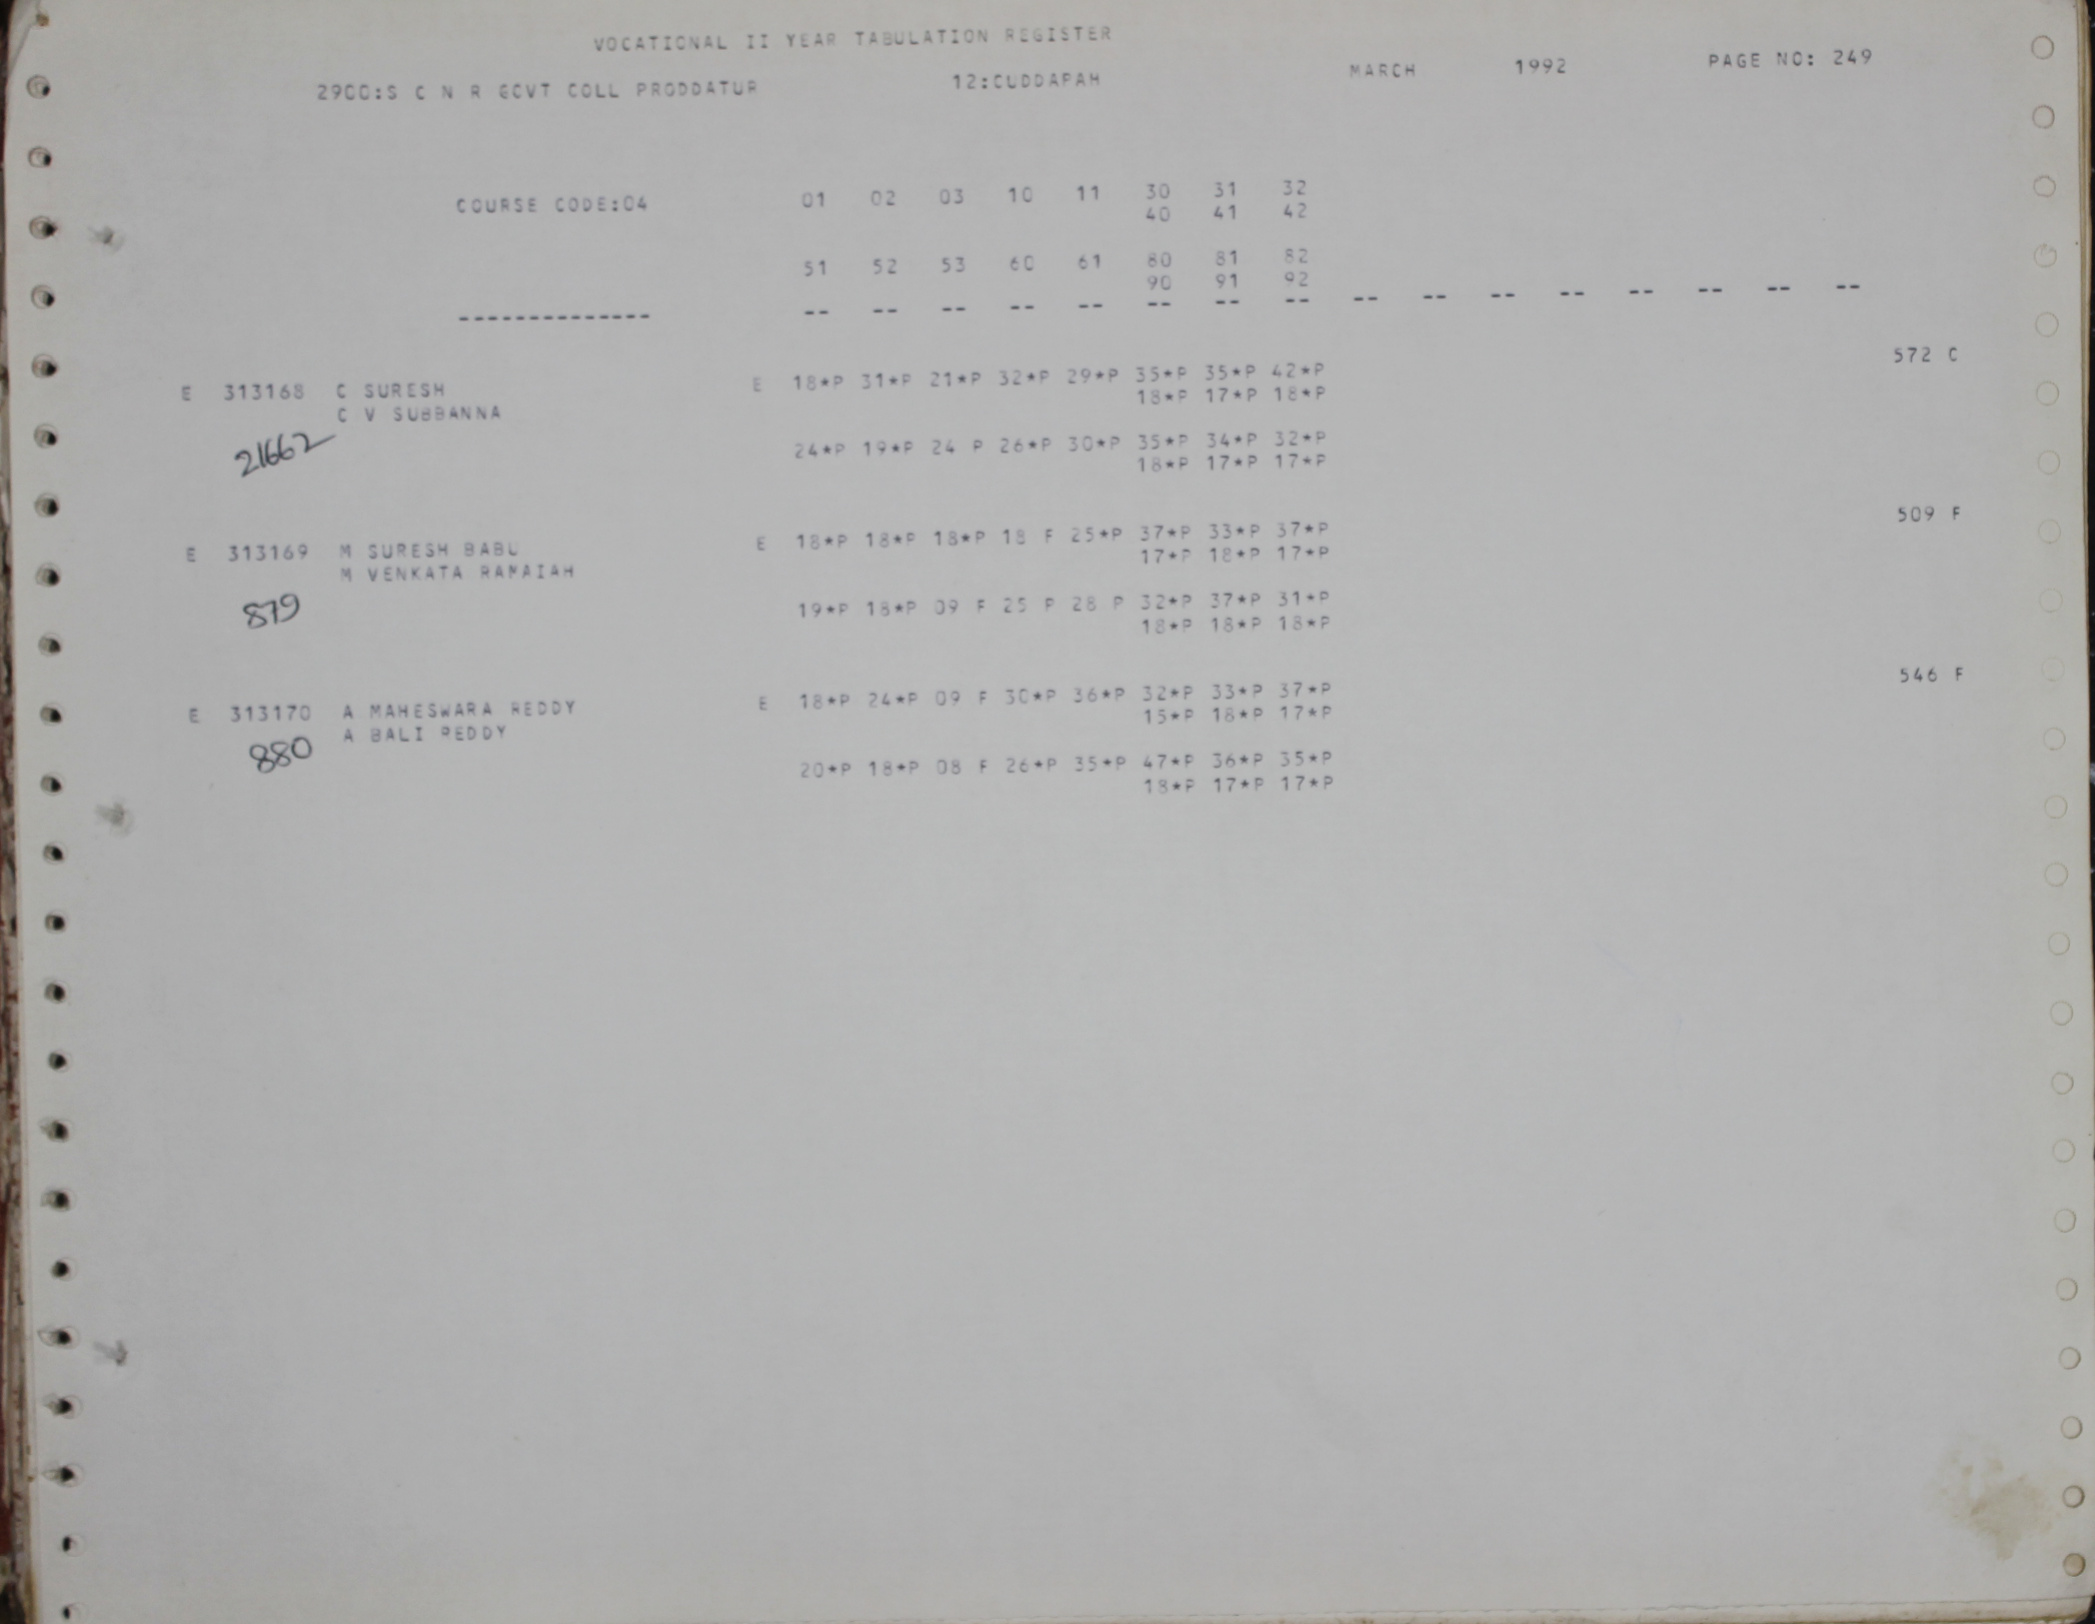 VOCATIONAL II YEAR TABULATION REGISTER
2900:S C N R GOVT COLL PRODDATUR 12:CUDDAPAH MARCH 1992 PAGE NO: 249
COURSE CODE:04 01 02 03 10 11 30 31 32
40 41 42
51 52 53 60 61 80 81 82
90 91 92
-------------- -- -- -- -- -- -- -- -- -- -- -- -- -- -- -- --
572 C
E 313168 C SURESH E 18*P 31*P 21*P 32*P 29*P 35*P 35*P 42*P
C V SUBBANNA 18*P 17*P 18*P
21662 24*P 19*P 24 P 26*P 30*P 35*P 34*P 32*P
18*P 17*P 17*P
509 F
E 313169 M SURESH BABU E 18*P 18*P 18*P 18 F 25*P 37*P 33*P 37*P
M VENKATA RAMAIAH 17*P 18*P 17*P
879 19*P 18*P 09 F 25 P 28 P 32*P 37*P 31*P
18*P 18*P 18*P
546 F
E 313170 A MAHESWARA REDDY E 18*P 24*P 09 F 30*P 36*P 32*P 33*P 37*P
A BALI REDDY 15*P 18*P 17*P
880 20*P 18*P 08 F 26*P 35*P 47*P 36*P 35*P
18*P 17*P 17*P